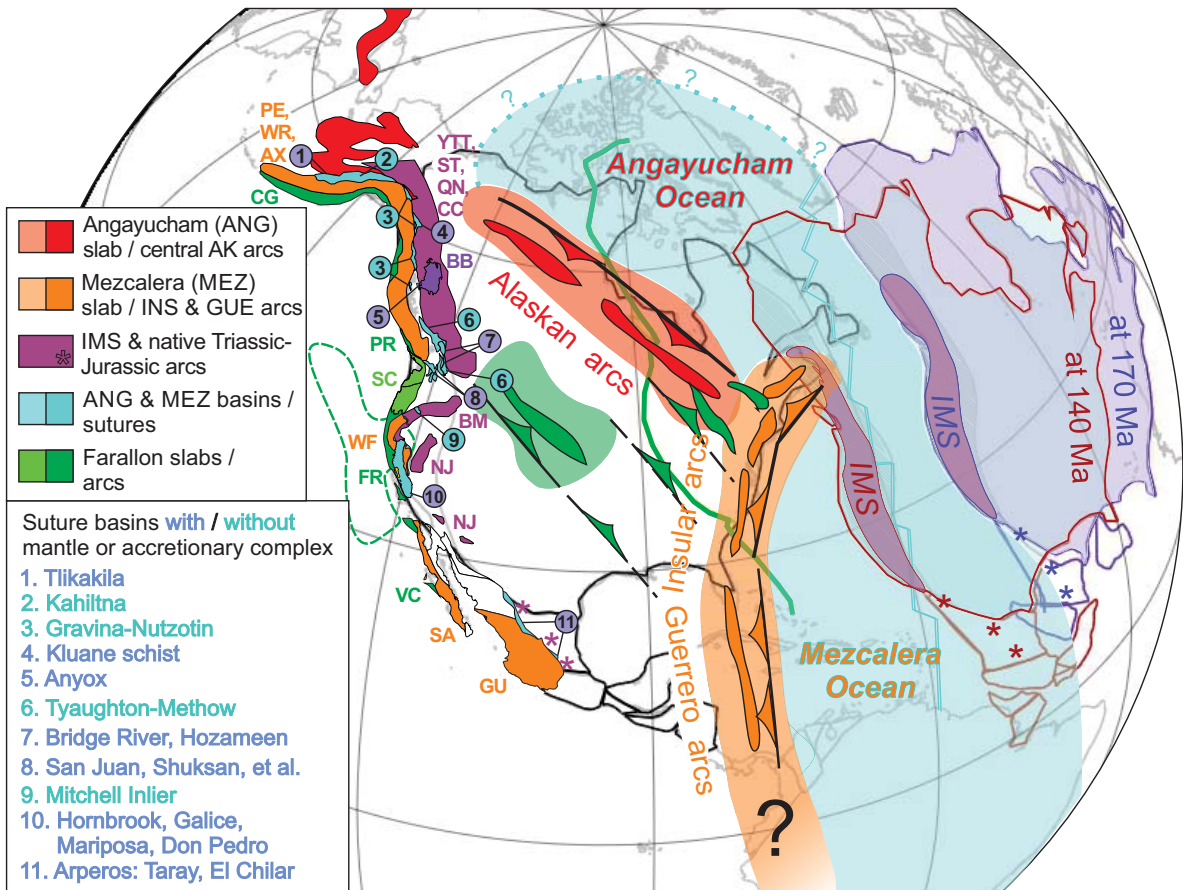 PE,
WR,
AX
1
2
YTT,
ST,
QN,
CC
CG
3
4
BB
3
5
6
PR
7
SC
6
8
BM
WF
9
NJ
FR
10
NJ
VC
SA
11
GU
*
*
*
?
?
?
Angayucham
Ocean
Alaskan arcs
Insular arcs
Guerrero arcs
Mezcalera
Ocean
?
IMS
IMS
at 140 Ma
at 170 Ma
*
*
*
*
*
*
Angayucham (ANG)
slab / central AK arcs
Mezcalera (MEZ)
slab / INS & GUE arcs
*
IMS & native Triassic-
Jurassic arcs
ANG & MEZ basins /
sutures
Farallon slabs /
arcs
Suture basins with / without
mantle or accretionary complex
1. Tlikakila
2. Kahiltna
3. Gravina-Nutzotin
4. Kluane schist
5. Anyox
6. Tyaughton-Methow
7. Bridge River, Hozameen
8. San Juan, Shuksan, et al.
9. Mitchell Inlier
10. Hornbrook, Galice,
Mariposa, Don Pedro
11. Arperos: Taray, El Chilar